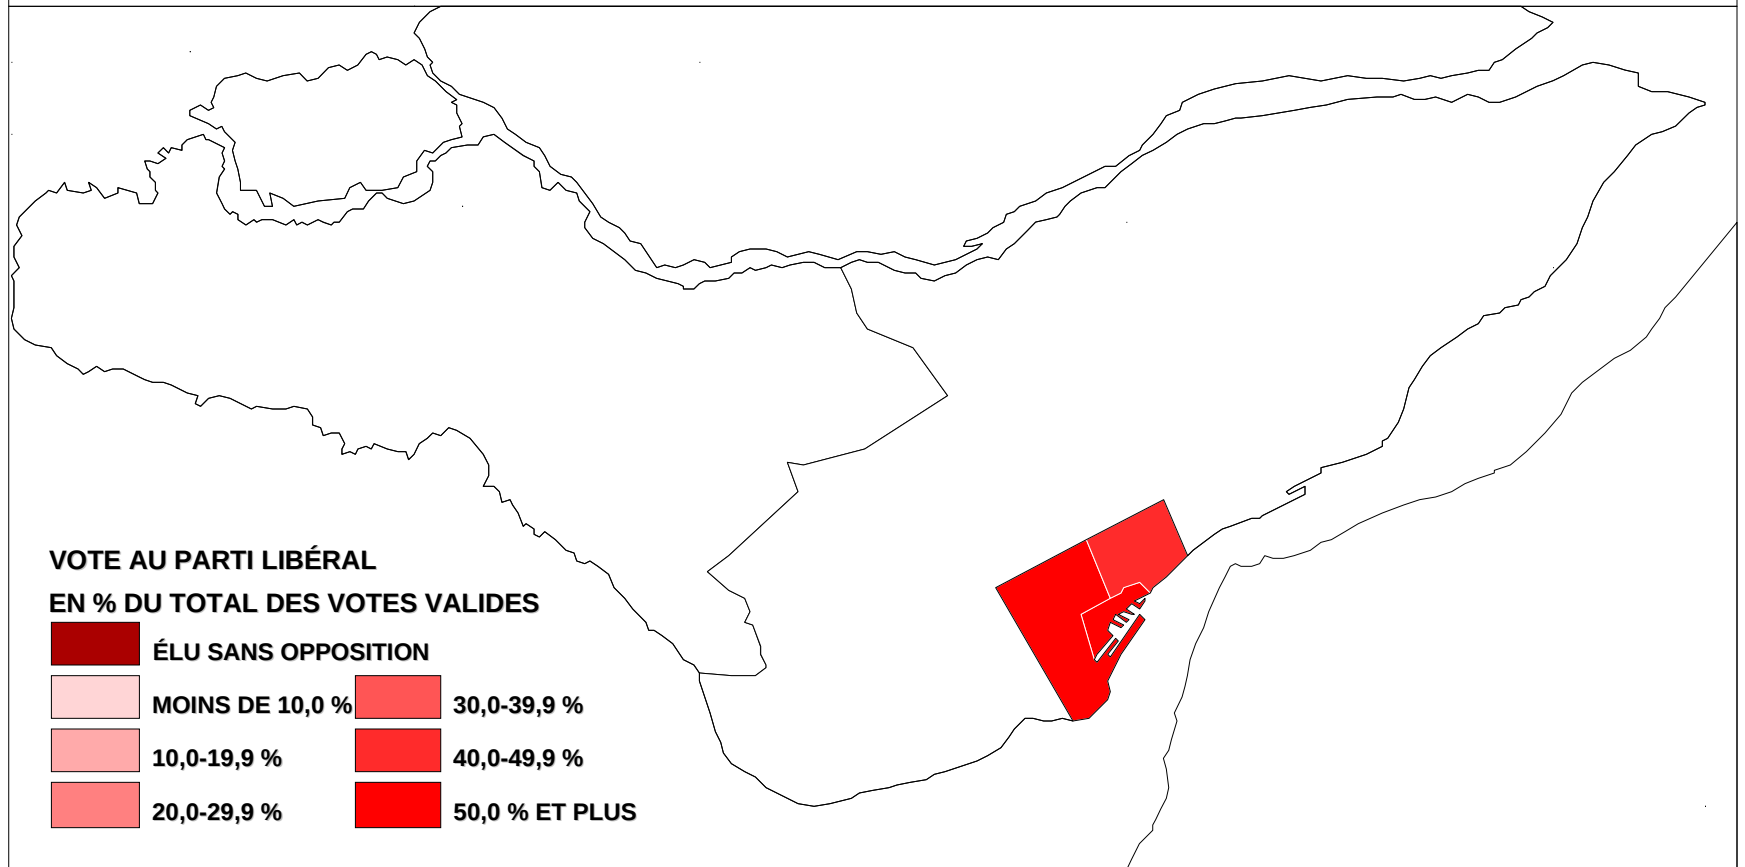 VOTE AU PARTI LIBÉRAL
EN % DU TOTAL DES VOTES VALIDES
ÉLU SANS OPPOSITION
MOINS DE 10,0 %
10,0-19,9 %
20,0-29,9 %
30,0-39,9 %
40,0-49,9 %
50,0 % ET PLUS